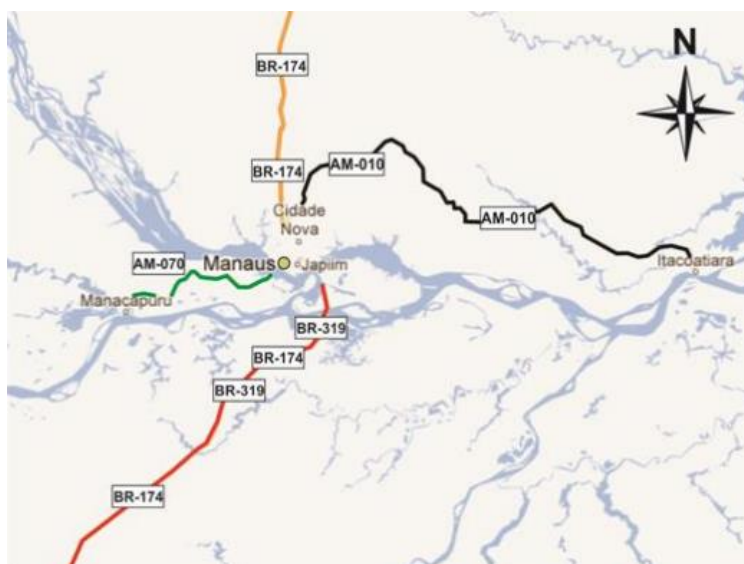 BR-174
N
BR-174
AM-010
Cidade
Nova
AM-010
AM-070
Manaus
Japiim
Itacoatiara
Manacapuru
BR-319
BR-174
BR-319
BR-174